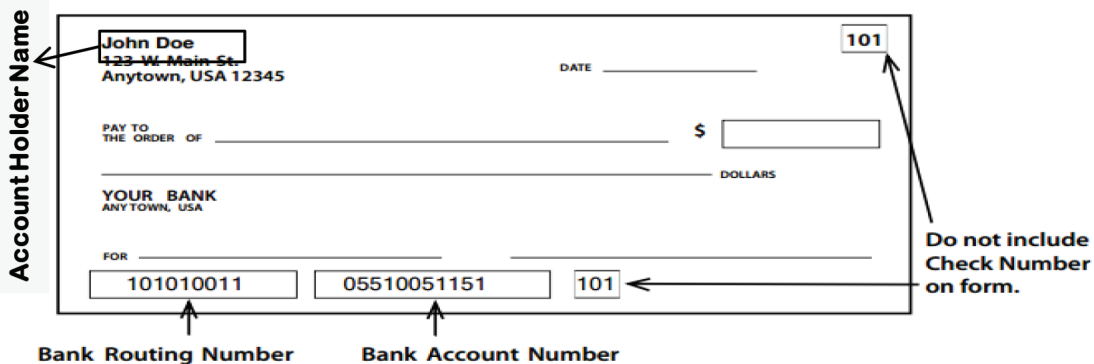 Account Holder Name
John Doe
101
123 W. Main St.
Anytown, USA 12345
DATE
PAY TO
THE ORDER OF
$
DOLLARS
YOUR BANK
ANYTOWN, USA
FOR
101010011
05510051151
101
Do not include
Check Number
on form.
Bank Routing Number
Bank Account Number